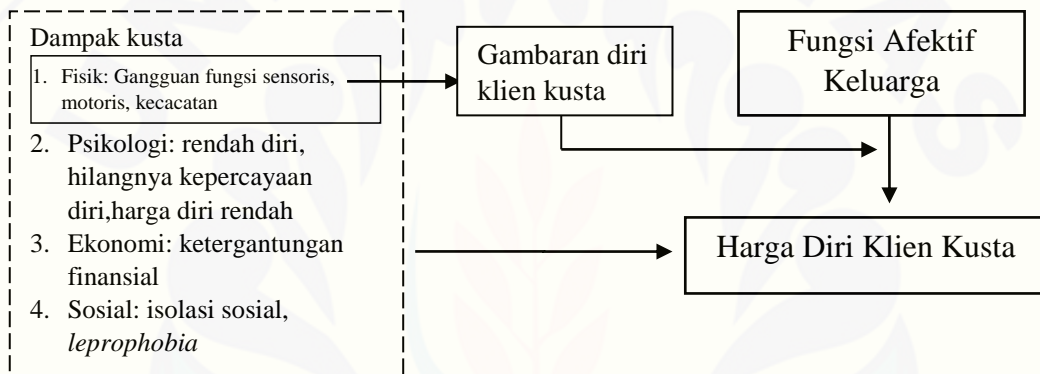 Dampak kusta
1. Fisik: Gangguan fungsi sensoris,
motoris, kecacatan
2. Psikologi: rendah diri,
hilangnya kepercayaan
diri,harga diri rendah
3. Ekonomi: ketergantungan
finansial
4. Sosial: isolasi sosial,
leprophobia
Gambaran diri
klien kusta
Fungsi Afektif
Keluarga
Harga Diri Klien Kusta